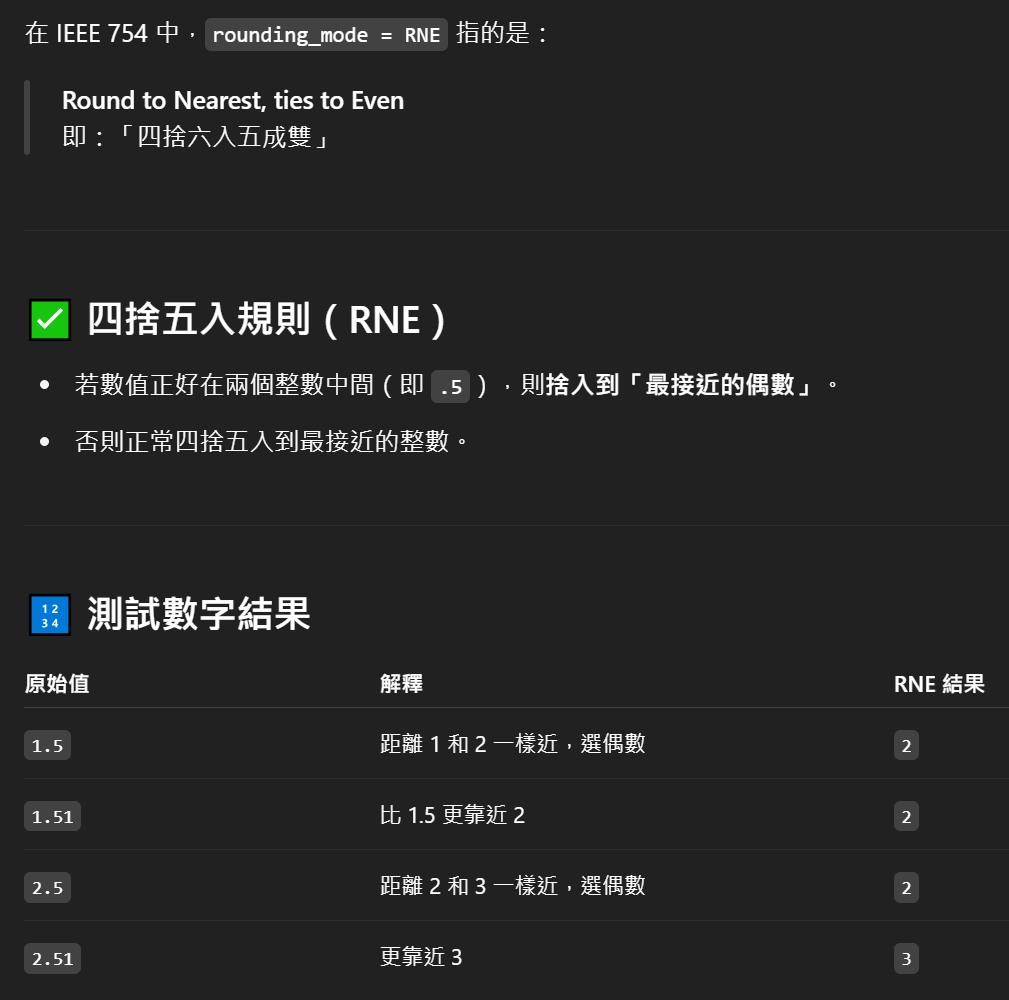 在 IEEE 754 中，rounding_mode = RNE 指的是：
Round to Nearest, ties to Even
即：「四捨六入五成雙」
✅ 四捨五入規則（RNE）
• 若數值正好在兩個整數中間（即 .5），則捨入到「最接近的偶數」。
• 否則正常四捨五入到最接近的整數。
🔢 測試數字結果
原始值 解釋 RNE 結果
1.5 距離 1 和 2 一樣近，選偶數 2
1.51 比 1.5 更靠近 2 2
2.5 距離 2 和 3 一樣近，選偶數 2
2.51 更靠近 3 3